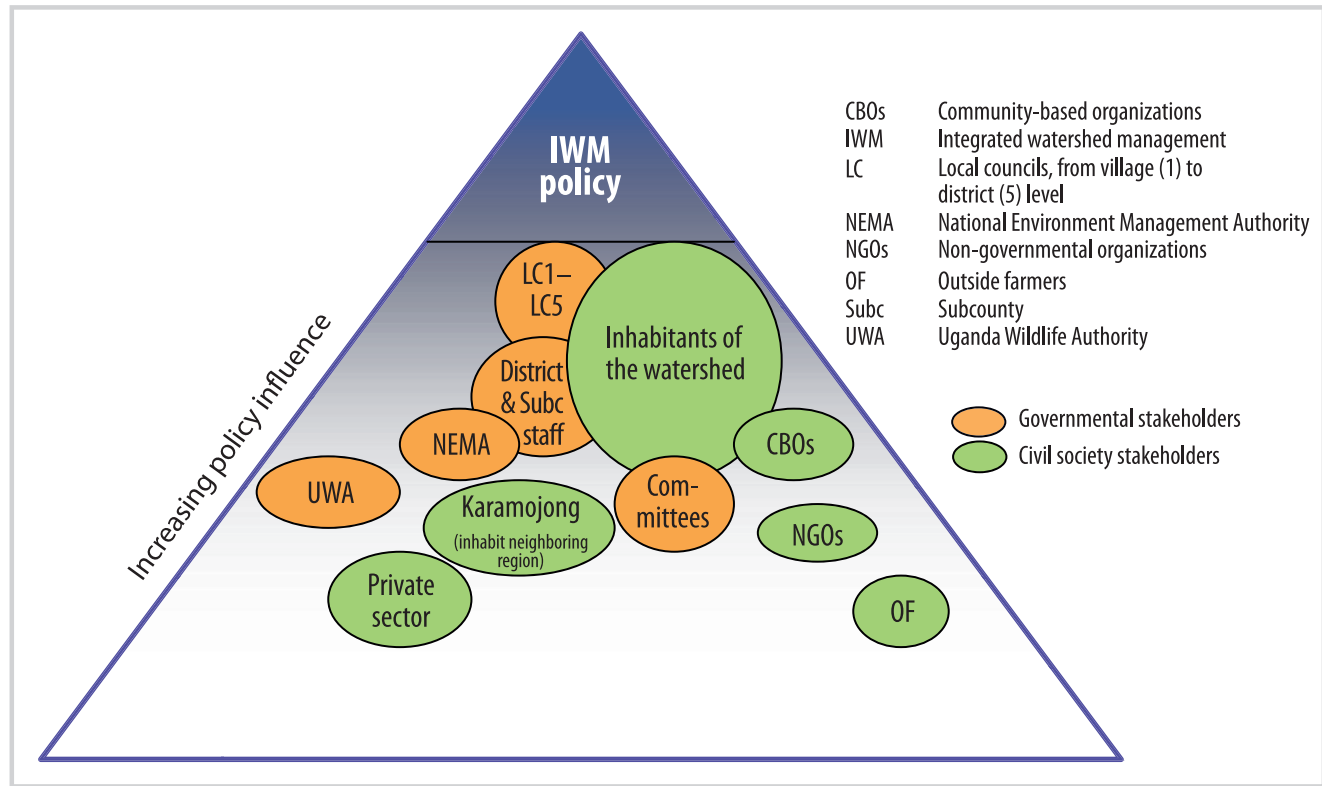 IWM
policy
Increasing policy influence
LC1–
LC5
Inhabitants of
the watershed
District
& Subc
staff
NEMA
CBOs
UWA
Com-
mittees
Karamojong
(inhabit neighboring
region)
NGOs
Private
sector
OF
CBOs Community-based organizations
IWM Integrated watershed management
LC Local councils, from village (1) to
district (5) level
NEMA National Environment Management Authority
NGOs Non-governmental organizations
OF Outside farmers
Subc Subcounty
UWA Uganda Wildlife Authority
Governmental stakeholders
Civil society stakeholders